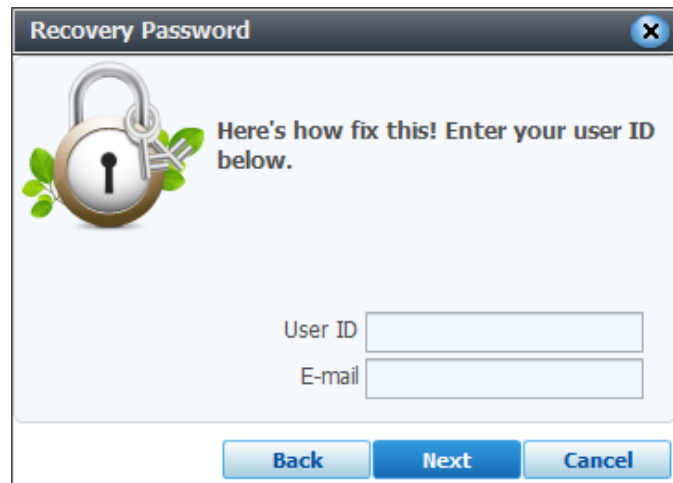 Recovery Password
Here's how fix this! Enter your user ID
below.
User ID
E-mail
Back Next Cancel